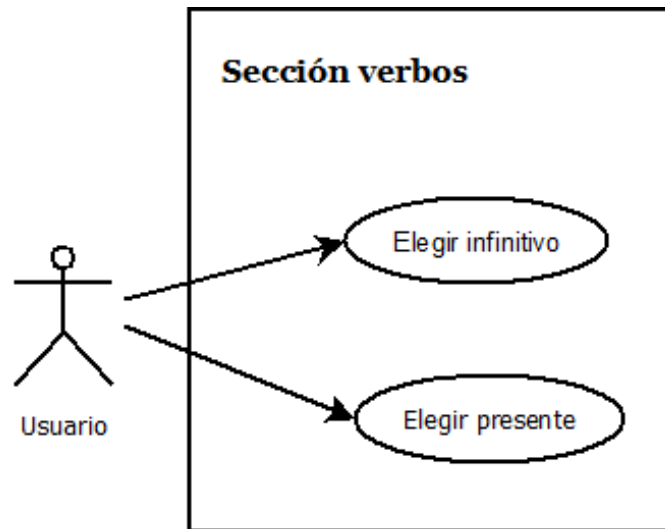 Sección verbos
Elegir infinitivo
Usuario
Elegir presente